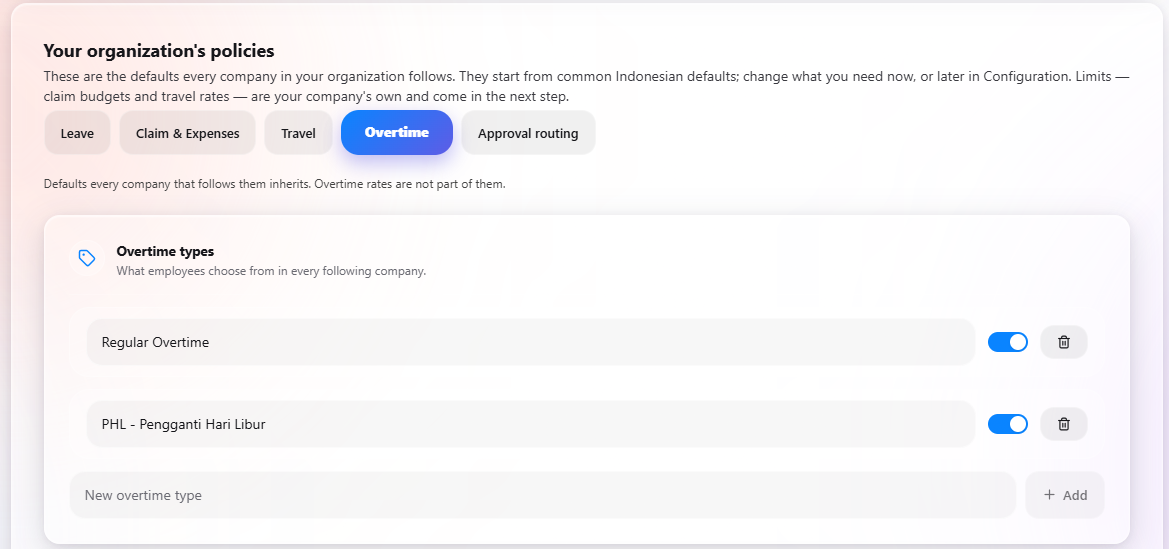 Your organization's policies
These are the defaults every company in your organization follows. They start from common Indonesian defaults; change what you need now, or later in Configuration. Limits —
claim budgets and travel rates — are your company's own and come in the next step.
Leave
Claim & Expenses
Travel
Overtime
Approval routing
Defaults every company that follows them inherits. Overtime rates are not part of them.
Overtime types
What employees choose from in every following company.
Regular Overtime
PHL - Pengganti Hari Libur
New overtime type
+ Add